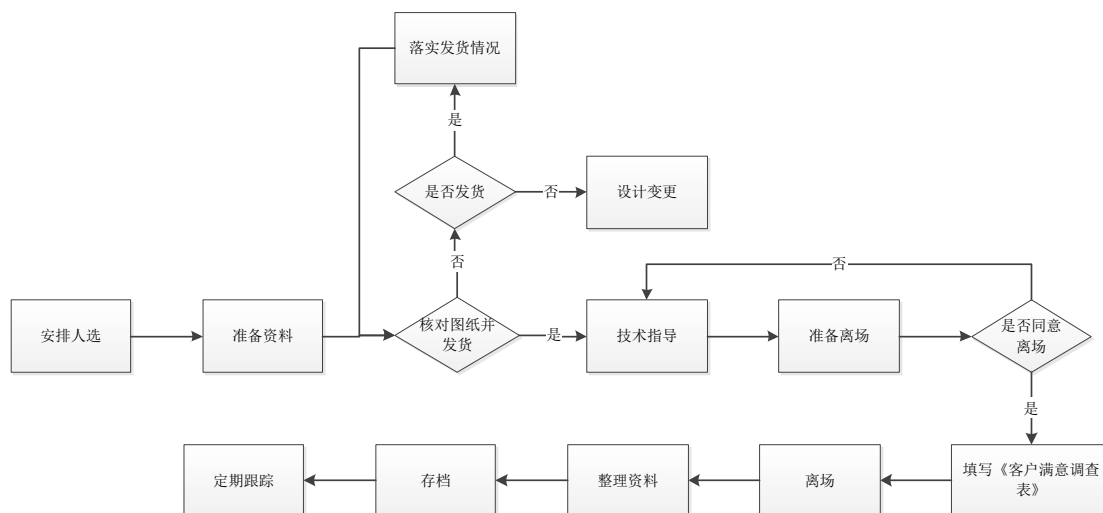 落实发货情况
是
是否发货
否
设计变更
否
否
安排人选
准备资料
核对图纸并
发货
是
技术指导
准备离场
是否同意
离场
是
定期跟踪
存档
整理资料
离场
填写《客户满意调查
表》